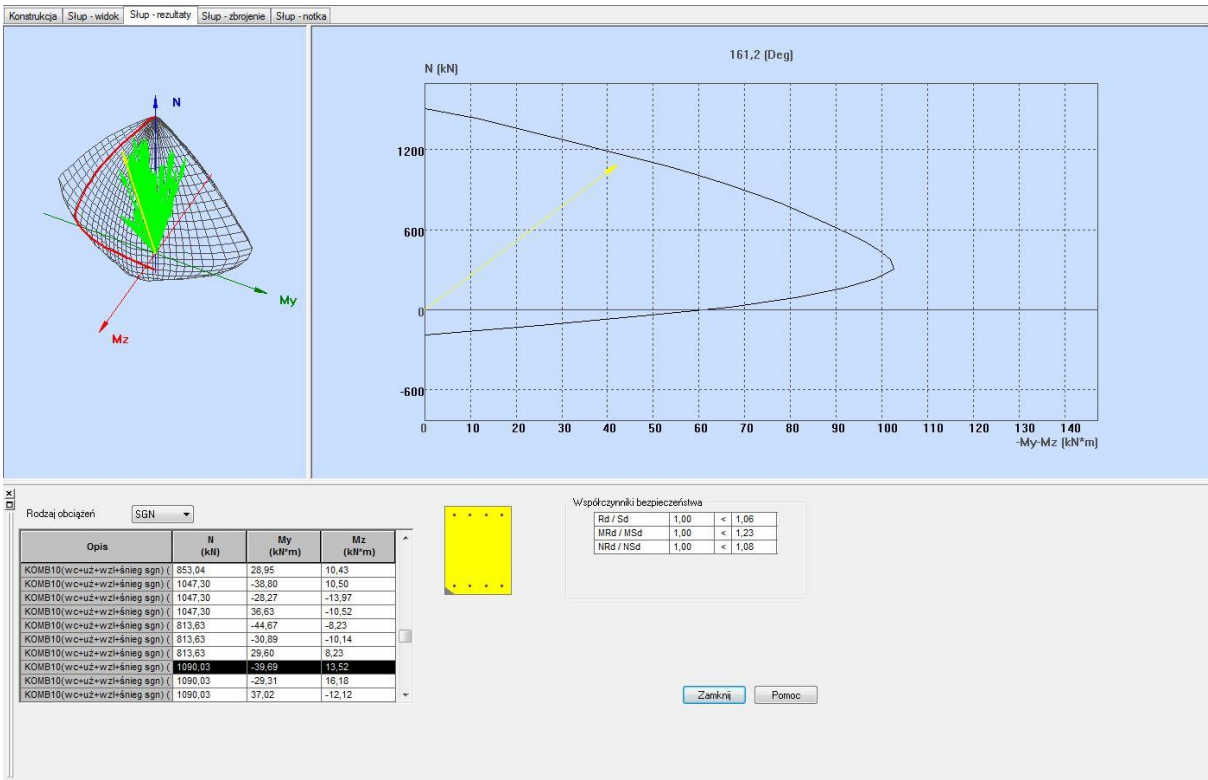 Konstrukcja Słup - widok Słup - rezultaty Słup - zbrojenie Słup - notka
N
My
Mz
161,2 (Deg)
N (kN)
1200
600
0
-600
0 10 20 30 40 50 60 70 80 90 100 110 120 130 140
-My-Mz (kN*m)
Rodzaj obciążeń SGN
Opis N (kN) My (kN*m) Mz (kN*m)
KOMB10(wc+uż+wzl+śnieg sgn) ( 853,04 28,95 10,43
KOMB10(wc+uż+wzl+śnieg sgn) ( 1047,30 -38,80 10,50
KOMB10(wc+uż+wzl+śnieg sgn) ( 1047,30 -28,27 -13,97
KOMB10(wc+uż+wzl+śnieg sgn) ( 1047,30 36,63 -10,52
KOMB10(wc+uż+wzl+śnieg sgn) ( 813,63 -44,67 -8,23
KOMB10(wc+uż+wzl+śnieg sgn) ( 813,63 -30,89 -10,14
KOMB10(wc+uż+wzl+śnieg sgn) ( 813,63 29,60 8,23
KOMB10(wc+uż+wzl+śnieg sgn) ( 1090,03 -39,69 13,52
KOMB10(wc+uż+wzl+śnieg sgn) ( 1090,03 -29,31 16,18
KOMB10(wc+uż+wzl+śnieg sgn) ( 1090,03 37,02 -12,12
Współczynniki bezpieczeństwa
Rd / Sd 1,00 < 1,06
MRd / MSd 1,00 < 1,23
NRd / NSd 1,00 < 1,08
Zamknij Pomoc